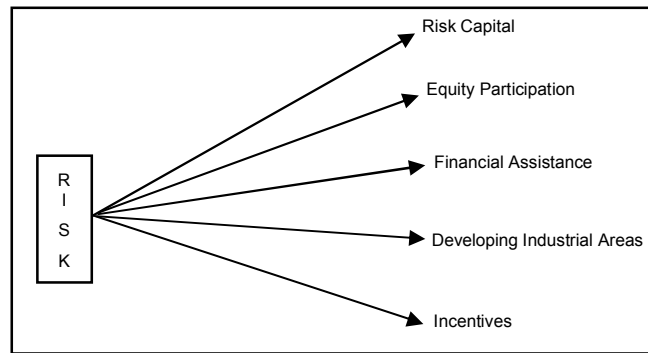 Risk Capital
Equity Participation
Financial Assistance
R
I
S
K
Developing Industrial Areas
Incentives